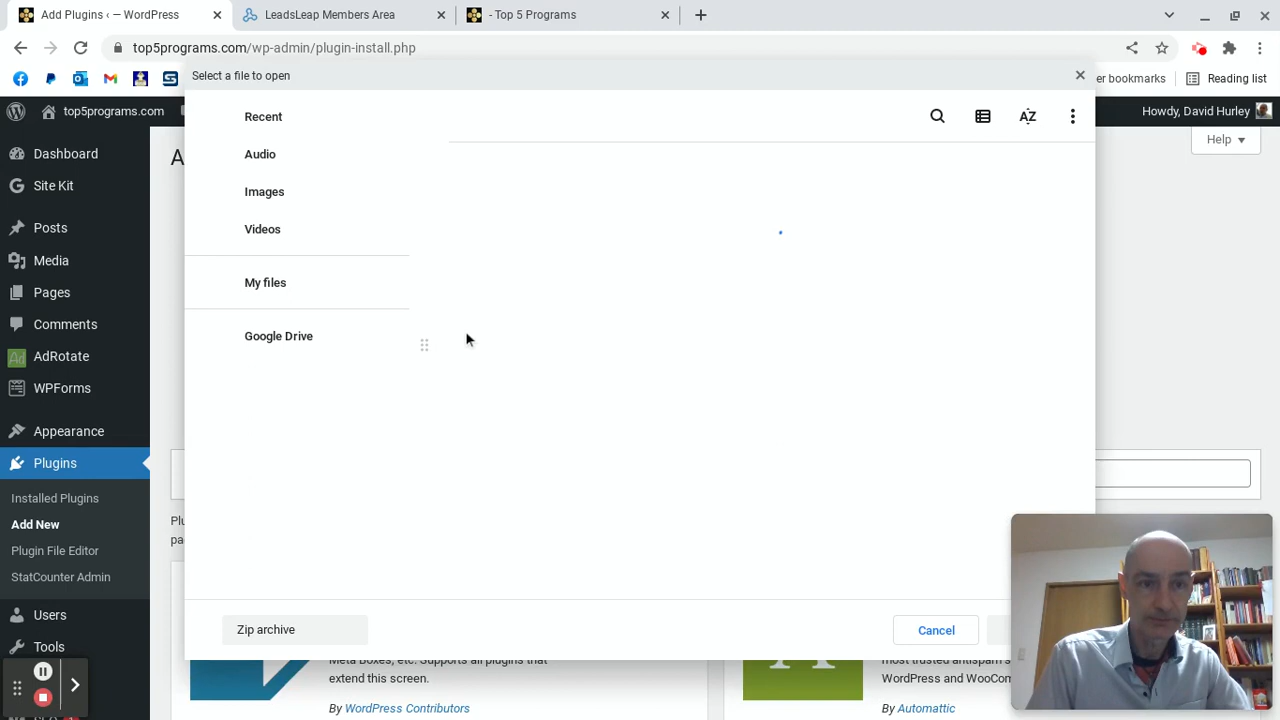 Add Plugins ‹ — WordPress
LeadsLeap Members Area
- Top 5 Programs
top5programs.com/wp-admin/plugin-install.php
er bookmarks
Reading list
Select a file to open
top5programs.com
Howdy, David Hurley
Help
A
Dashboard
Site Kit
Posts
Media
Pages
Comments
AdRotate
WPForms
Appearance
Plugins
Installed Plugins
Add New
Plugin File Editor
StatCounter Admin
Users
Tools
Recent
Audio
Images
Videos
My files
Google Drive
AZ
Plu
pa
Zip archive
Cancel
Meta Boxes, etc. Supports all plugins that
extend this screen.
By WordPress Contributors
most trusted antispam s
WordPress and WooCom
By Automattic